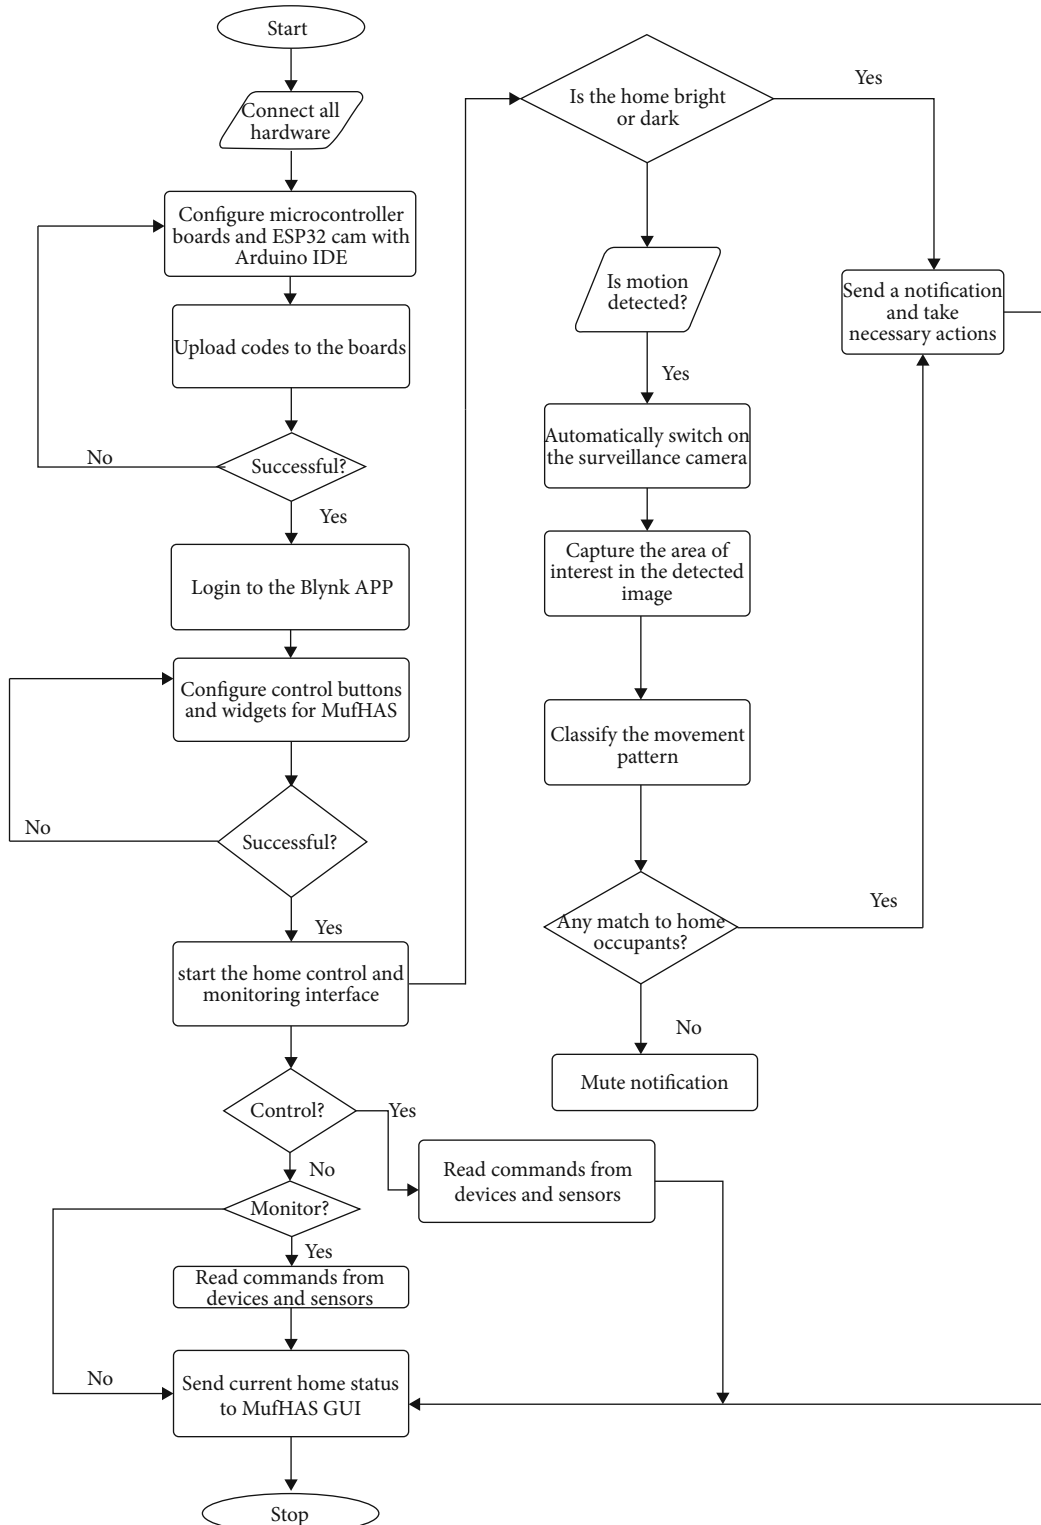 Start
Connect all
hardware
Configure microcontroller
boards and ESP32 cam with
Arduino IDE
Upload codes to the boards
Successful?
No
Yes
Login to the Blynk APP
Configure control buttons
and widgets for MufHAS
Successful?
No
Yes
start the home control and
monitoring interface
Control?
Yes
No
Monitor?
Yes
No
Read commands from
devices and sensors
Read commands from
devices and sensors
Send current home status
to MufHAS GUI
Stop
Is the home bright
or dark
Yes
Is motion
detected?
Yes
Automatically switch on
the surveillance camera
Capture the area of
interest in the detected
image
Classify the movement
pattern
Any match to home
occupants?
Yes
No
Mute notification
Send a notification
and take
necessary actions